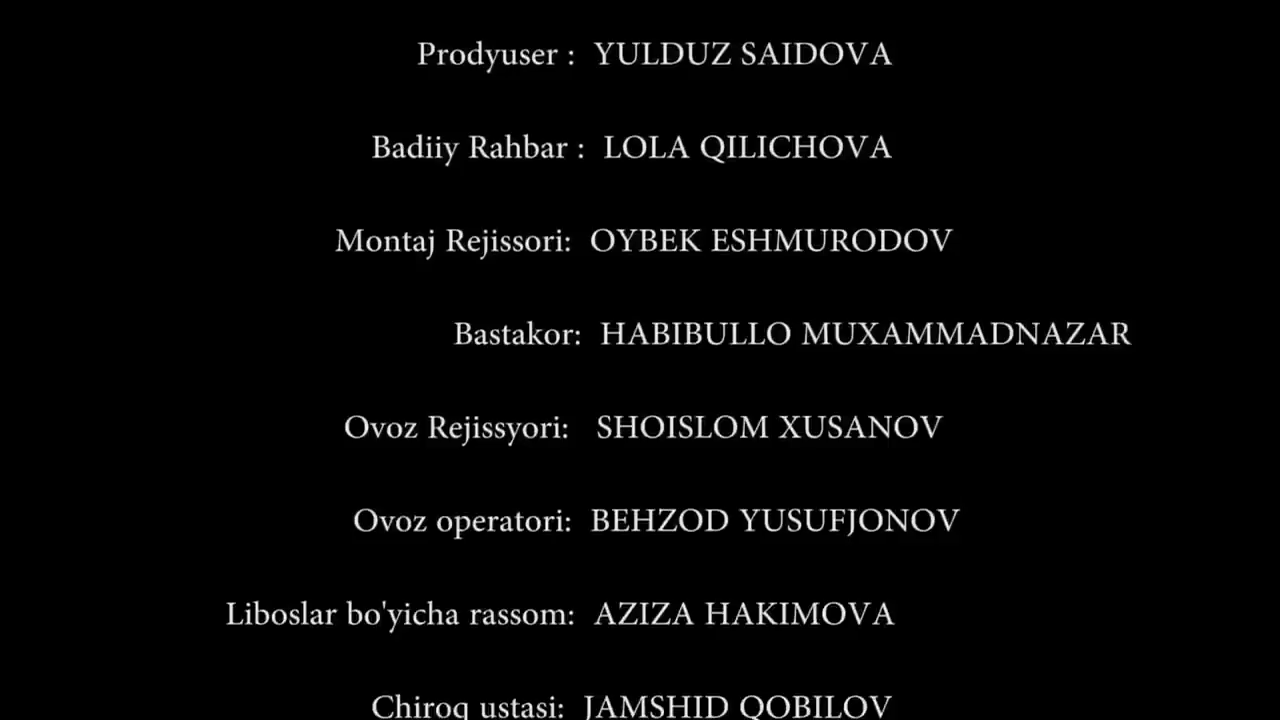 Prodyuser : YULDUZ SAIDOVA
Badiiy Rahbar : LOLA QILICHOVA
Montaj Rejissori: OYBEK ESHMURODOV
Bastakor: HABIBULLO MUXAMMADNAZAR
Ovoz Rejissyori: SHOISLOM XUSANOV
Ovoz operatori: BEHZOD YUSUFJONOV
Liboslar bo'yicha rassom: AZIZA HAKIMOVA
Chiroq ustasi: JAMSHID QOBILOV